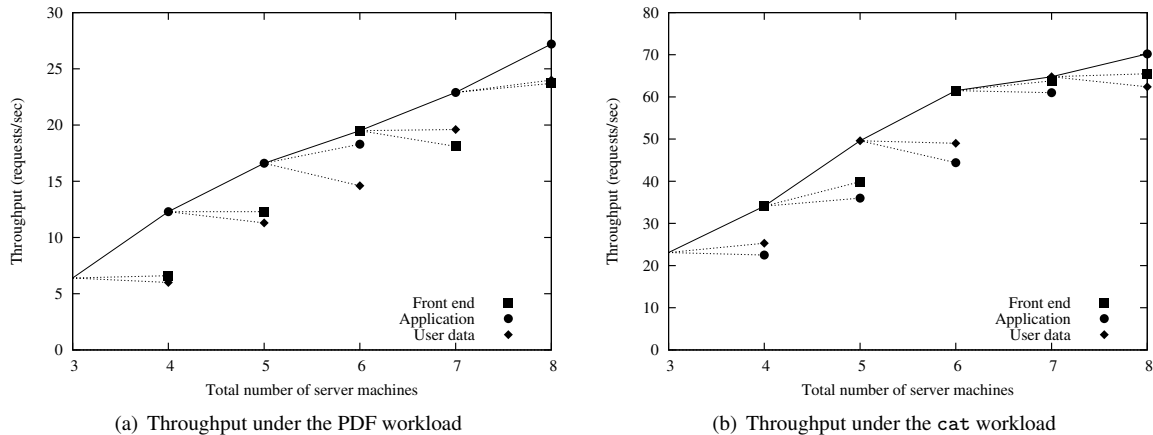 30
25
20
15
10
5
0
3 4 5 6 7 8
Throughput (requests/sec)
Total number of server machines
Front end
Application
User data
(a) Throughput under the PDF workload
80
70
60
50
40
30
20
10
0
3 4 5 6 7 8
Throughput (requests/sec)
Total number of server machines
Front end
Application
User data
(b) Throughput under the cat workload